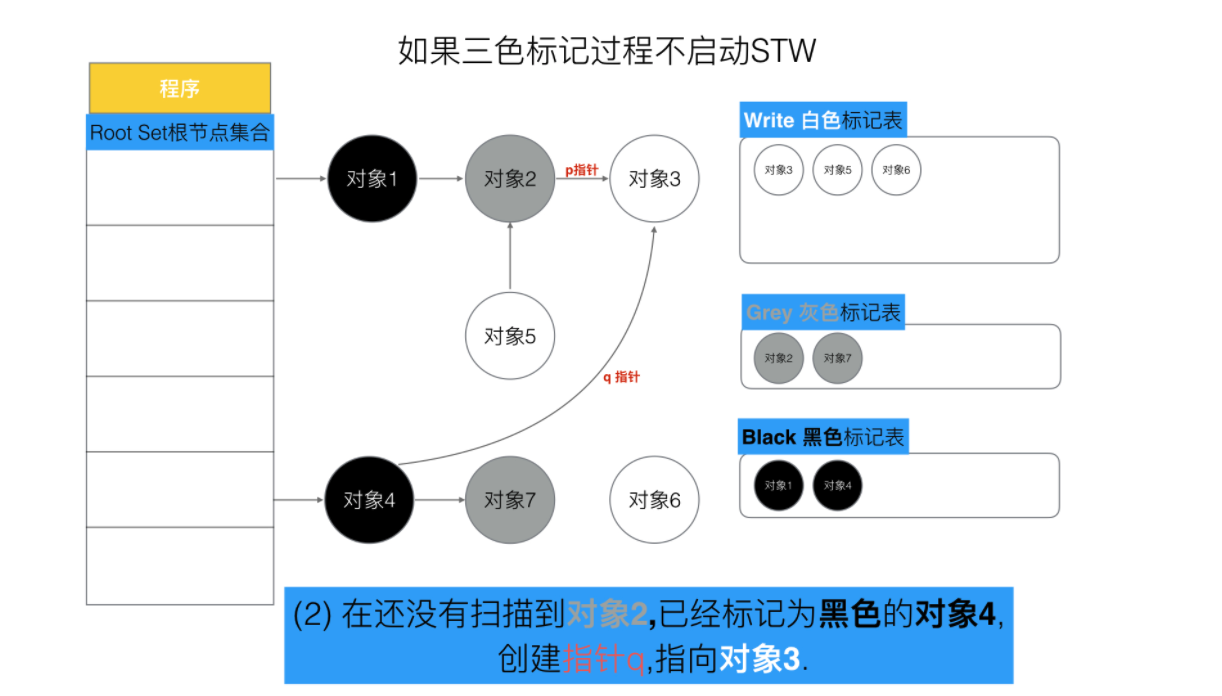 如果三色标记过程不启动STW
程序
Root Set根节点集合
对象1
对象2
p指针
对象3
对象5
q 指针
对象4
对象7
对象6
Write 白色标记表
对象3 对象5 对象6
Grey 灰色标记表
对象2 对象7
Black 黑色标记表
对象1 对象4
(2) 在还没有扫描到对象2,已经标记为黑色的对象4,
创建指针q,指向对象3.